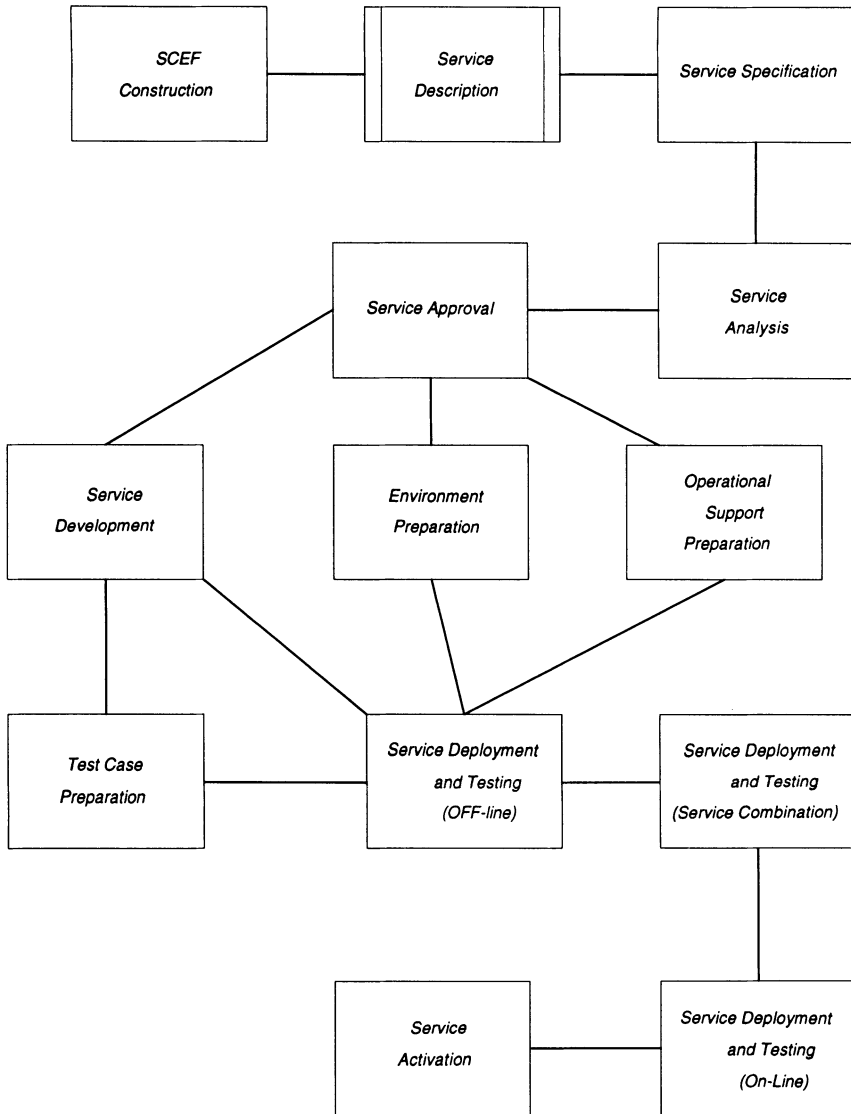 SCEF
Construction
Service
Description
Service Specification
Service Approval
Service
Analysis
Service
Development
Environment
Preparation
Operational
Support
Preparation
Test Case
Preparation
Service Deployment
and Testing
(OFF-line)
Service Deployment
and Testing
(Service Combination)
Service
Activation
Service Deployment
and Testing
(On-Line)